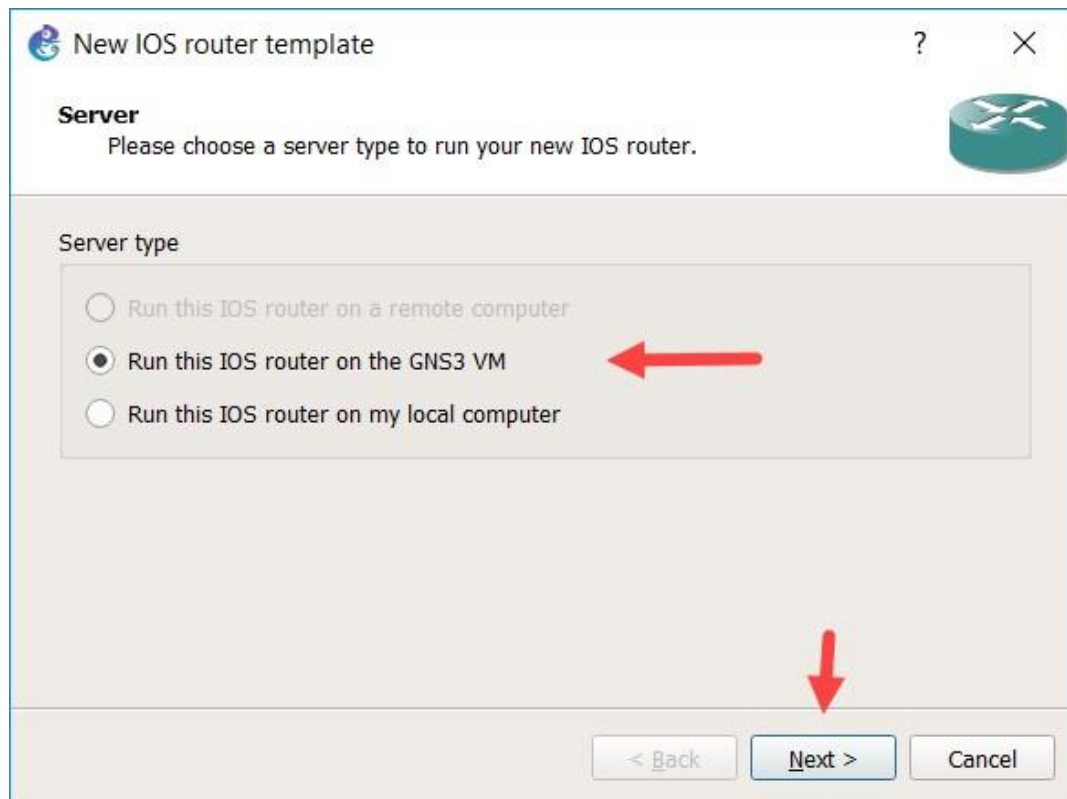 New IOS router template
?
Server
Please choose a server type to run your new IOS router.
Server type
Run this IOS router on a remote computer
Run this IOS router on the GNS3 VM
Run this IOS router on my local computer
< Back
Next >
Cancel